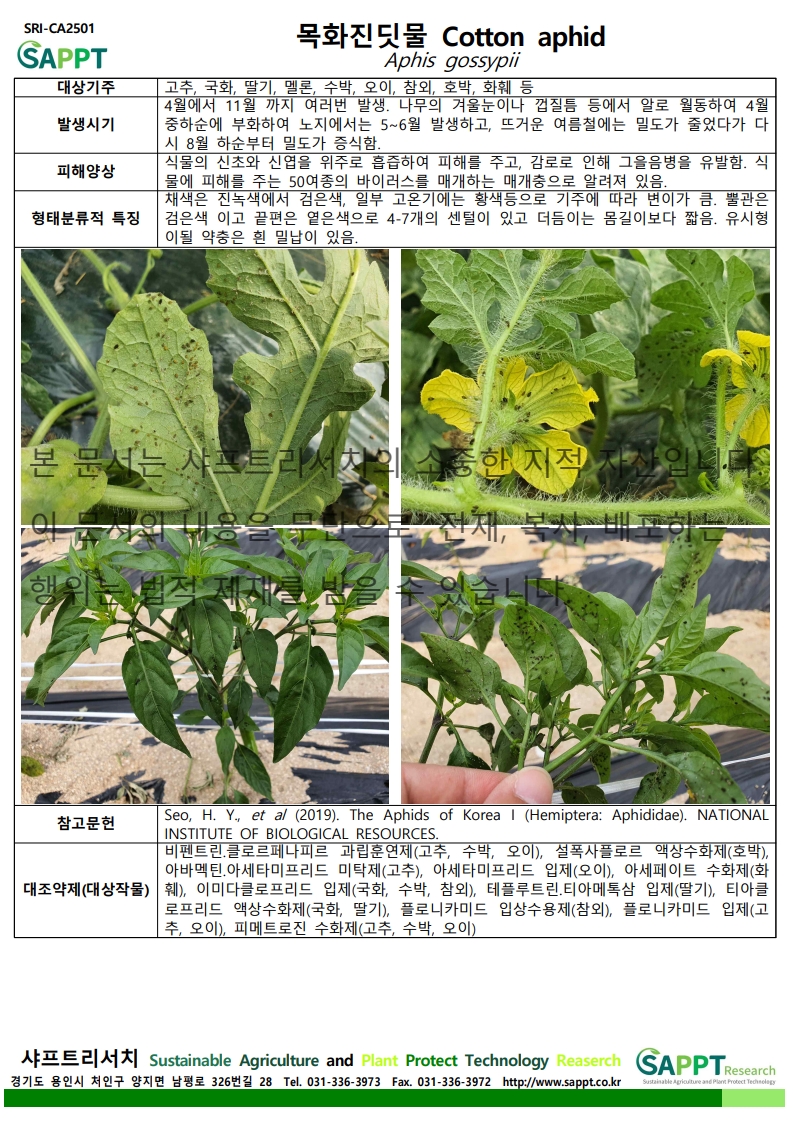 SRI-CA2501
SAPPT
목화진딧물 Cotton aphid
Aphis gossypii
대상기주
고추, 국화, 딸기, 멜론, 수박, 오이, 참외, 호박, 화훼 등
발생시기
4월에서 11월 까지 여러번 발생. 나무의 겨울눈이나 껍질틈 등에서 알로 월동하여 4월
중하순에 부화하여 노지에서는 5~6월 발생하고, 뜨거운 여름철에는 밀도가 줄었다가 다
시 8월 하순부터 밀도가 증식함.
피해양상
식물의 신초와 신엽을 위주로 흡즙하여 피해를 주고, 감로로 인해 그을음병을 유발함. 식
물에 피해를 주는 50여종의 바이러스를 매개하는 매개충으로 알려져 있음.
형태분류적 특징
채색은 진녹색에서 검은색, 일부 고온기에는 황색등으로 기주에 따라 변이가 큼. 뿔관은
검은색 이고 끝편은 옅은색으로 4-7개의 센털이 있고 더듬이는 몸길이보다 짧음. 유시형
이될 약충은 흰 밀납이 있음.
본 문서는 샤프트리서치의 소중한 지적 자산입니다
이 문서의 내용을 무단으로 전재, 복사, 배포하는
행위는 법적 제재를 받을 수 있습니다.
참고문헌
Seo, H. Y., et al (2019). The Aphids of Korea I (Hemiptera: Aphididae). NATIONAL
INSTITUTE OF BIOLOGICAL RESOURCES.
대조약제(대상작물)
비펜트린.클로르페나피르 과립훈연제(고추, 수박, 오이), 설폭사플로르 액상수화제(호박),
아바멕틴.아세타미프리드 미탁제(고추), 아세타미프리드 입제(오이), 아세페이트 수화제(화
훼), 이미다클로프리드 입제(국화, 수박, 참외), 테플루트린.티아메톡삼 입제(딸기), 티아클
로프리드 액상수화제(국화, 딸기), 플로니카미드 입상수용제(참외), 플로니카미드 입제(고
추, 오이), 피메트로진 수화제(고추, 수박, 오이)
샤프트리서치 Sustainable Agriculture and Plant Protect Technology Reaserch
경기도 용인시 처인구 양지면 남평로 326번길 28 Tel. 031-336-3973 Fax. 031-336-3972 http://www.sappt.co.kr
SAPPT Research
Sustainable Agriculture and Plant Protect Technology